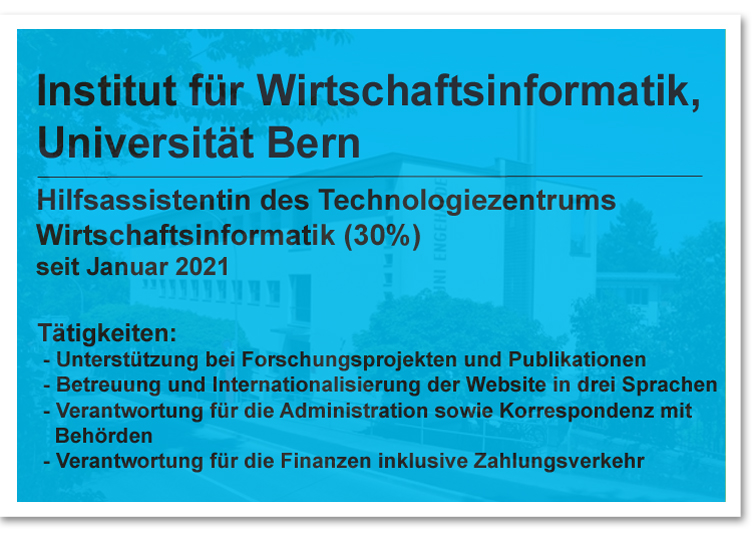 Institut für Wirtschaftsinformatik,
Universität Bern
Hilfsassistentin des Technologiezentrums
Wirtschaftsinformatik (30%)
seit Januar 2021
UNI ENGEHALDE
Tätigkeiten:
- Unterstützung bei Forschungsprojekten und Publikationen
- Betreuung und Internationalisierung der Website in drei Sprachen
- Verantwortung für die Administration sowie Korrespondenz mit
Behörden
- Verantwortung für die Finanzen inklusive Zahlungsverkehr